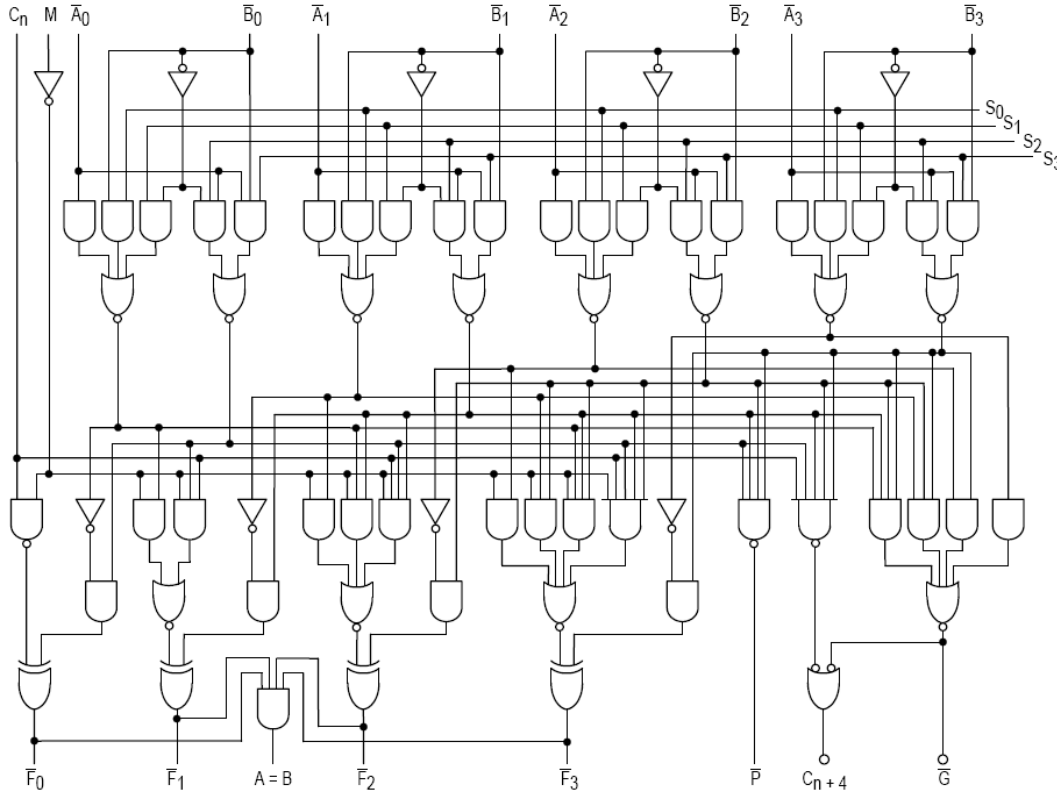 Cn M A̅0 B̅0 A̅1 B̅1 A̅2 B̅2 A̅3 B̅3
S0
S1
S2
S3
F̅0 F̅1 A = B F̅2 F̅3 P̅ Cn + 4 G̅